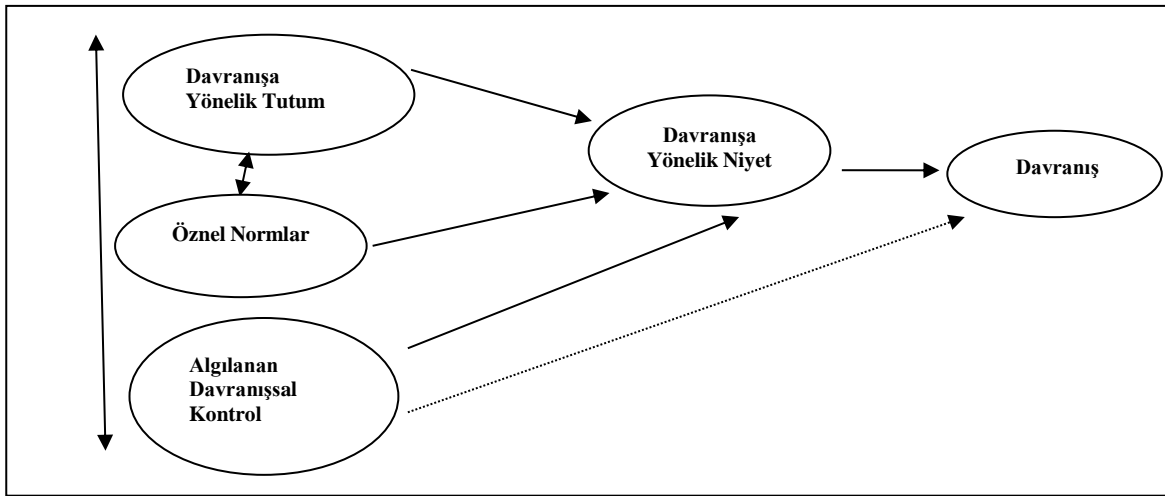 Davranışa
Yönelik Tutum
Davranışa
Yönelik Niyet
Davranış
Öznel Normlar
Algılanan
Davranışsal
Kontrol